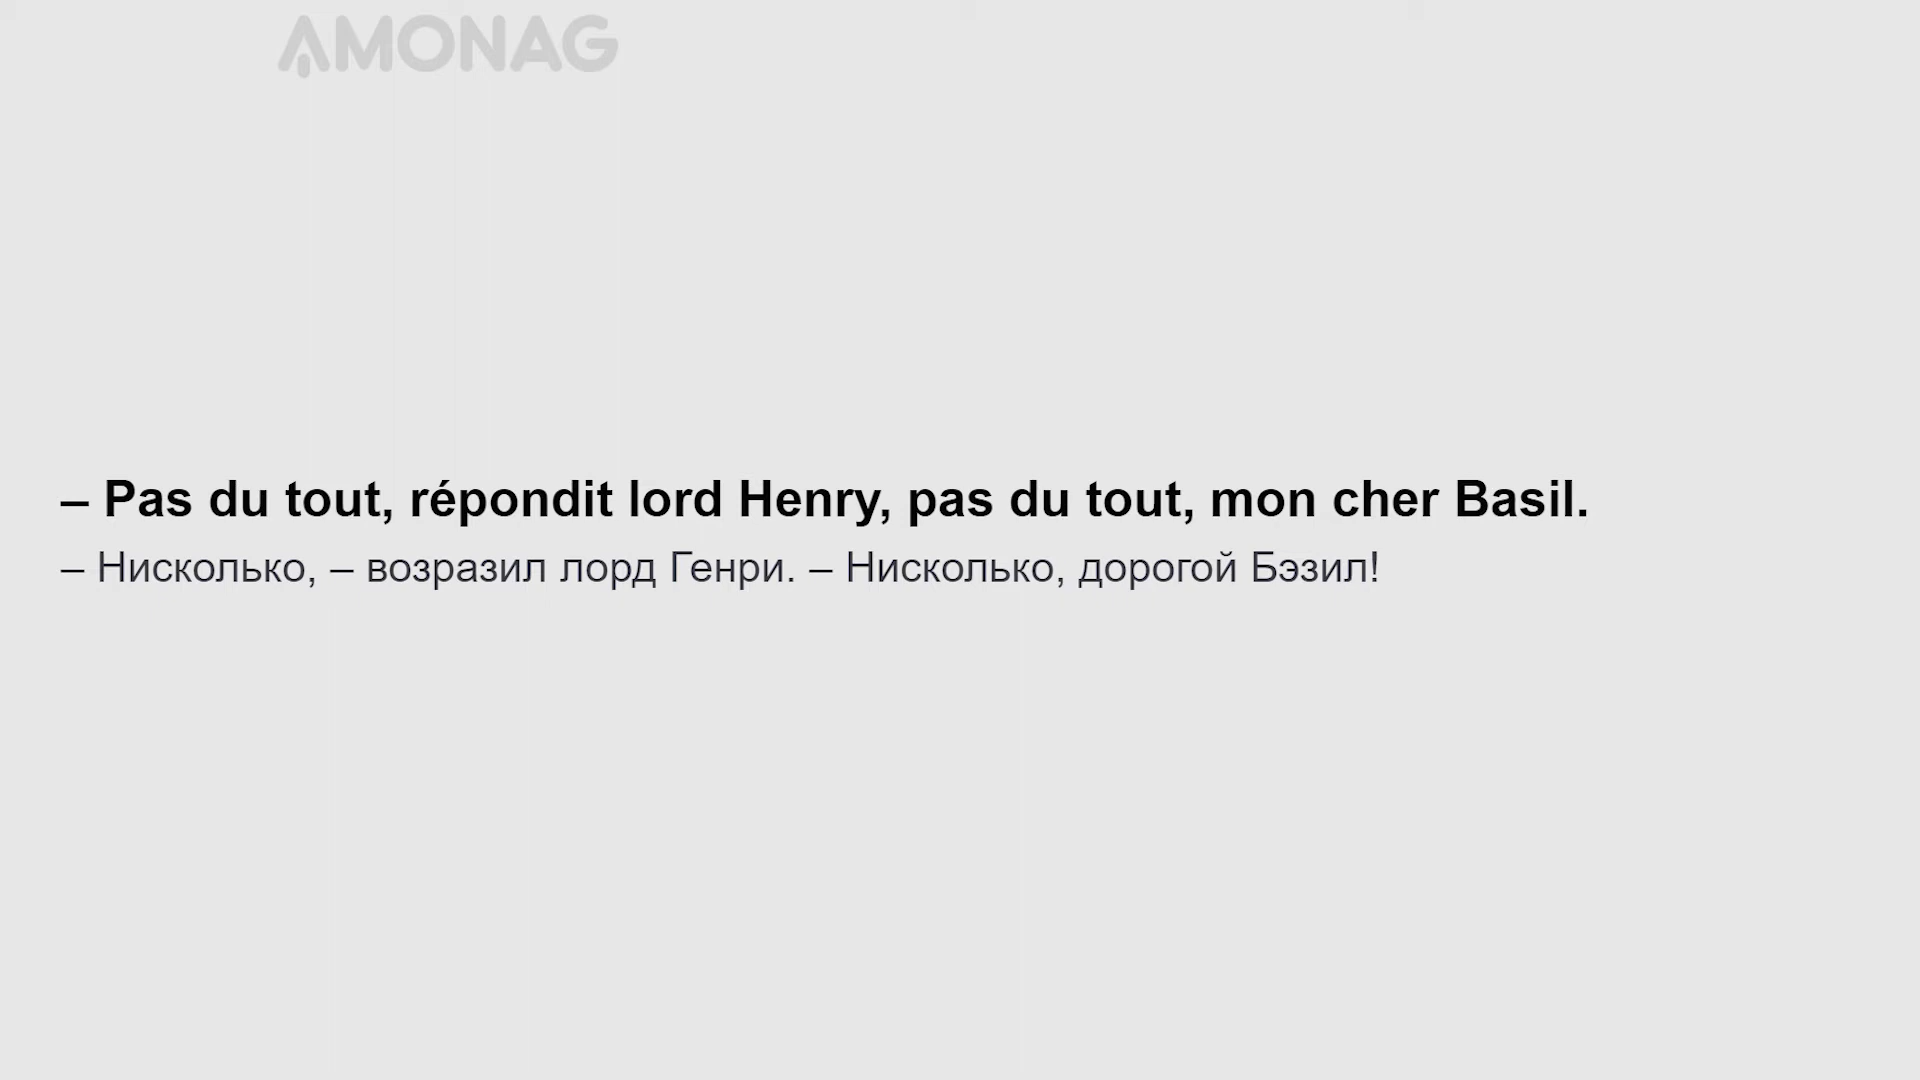 AMONAG
– Pas du tout, répondit lord Henry, pas du tout, mon cher Basil.
– Нисколько, – возразил лорд Генри. – Нисколько, дорогой Бэзил!